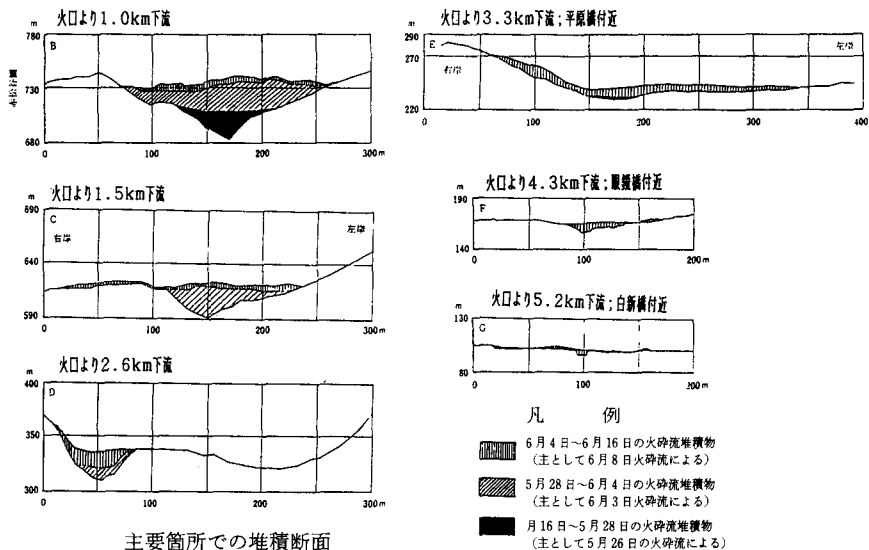 火口より1.0km下流
m
780
B
730
680
0
100
200
300m
火口より1.5km下流
m
690
C
右岸
左岸
640
590
0
100
200
300m
火口より2.6km下流
m
400
D
350
300
0
100
200
300m
主要箇所での堆積断面
火口より3.3km下流;平原橋付近
m
290
E
左岸
270
右岸
220
0
100
200
300
400
火口より4.3km下流;眼鏡橋付近
m
190
F
140
0
100
200m
火口より5.2km下流;白新橋付近
m
130
G
80
0
100
200m
凡 例
6月4日~6月16日の火砕流堆積物
(主として6月8日火砕流による)
5月28日~6月4日の火砕流堆積物
(主として6月3日火砕流による)
月16日~5月28日の火砕流堆積物
(主として5月26日の火砕流による)